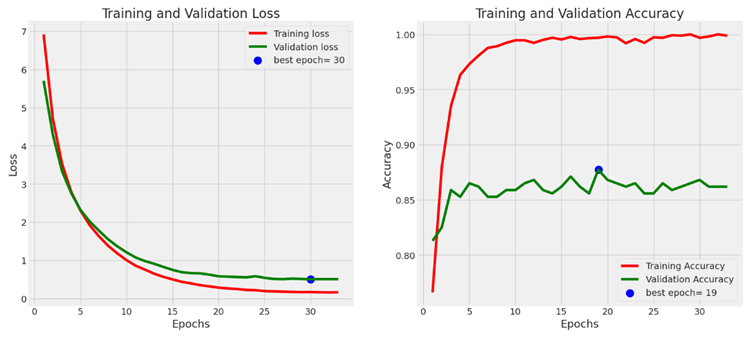 Training and Validation Loss
7
6
5
4
3
2
1
0
Loss
0
5
10
15
20
25
30
Epochs
Training loss
Validation loss
best epoch= 30
Training and Validation Accuracy
1.00
0.95
0.90
0.85
0.80
Accuracy
0
5
10
15
20
25
30
Epochs
Training Accuracy
Validation Accuracy
best epoch= 19